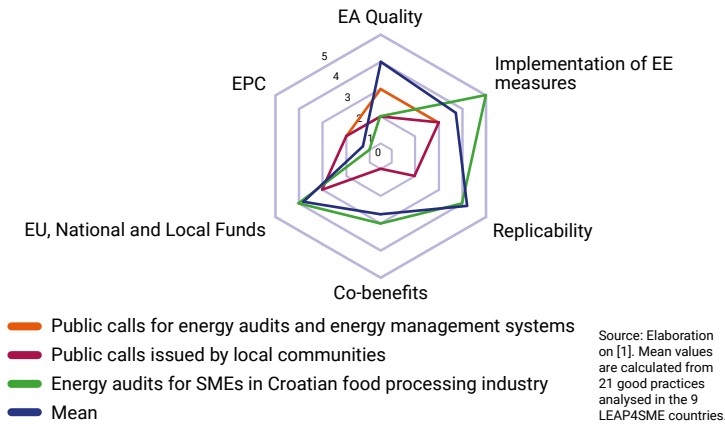 EA Quality
5
Implementation of EE
measures
4
EPC
3
2
1
0
EU, National and Local Funds
Replicability
Co-benefits
Public calls for energy audits and energy management systems
Public calls issued by local communities
Energy audits for SMEs in Croatian food processing industry
Mean
Source: Elaboration
on [1]. Mean values
are calculated from
21 good practices
analysed in the 9
LEAP4SME countries.